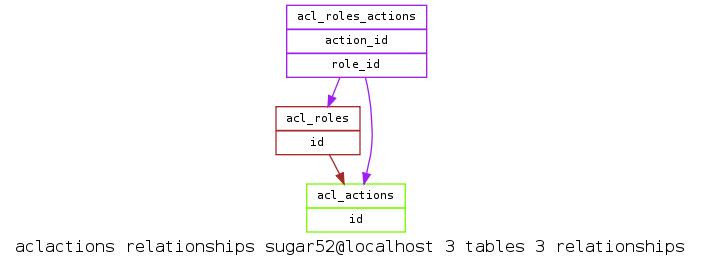 acl_roles_actions
action_id
role_id
acl_roles
id
acl_actions
id
aclactions relationships sugar52@localhost 3 tables 3 relationships